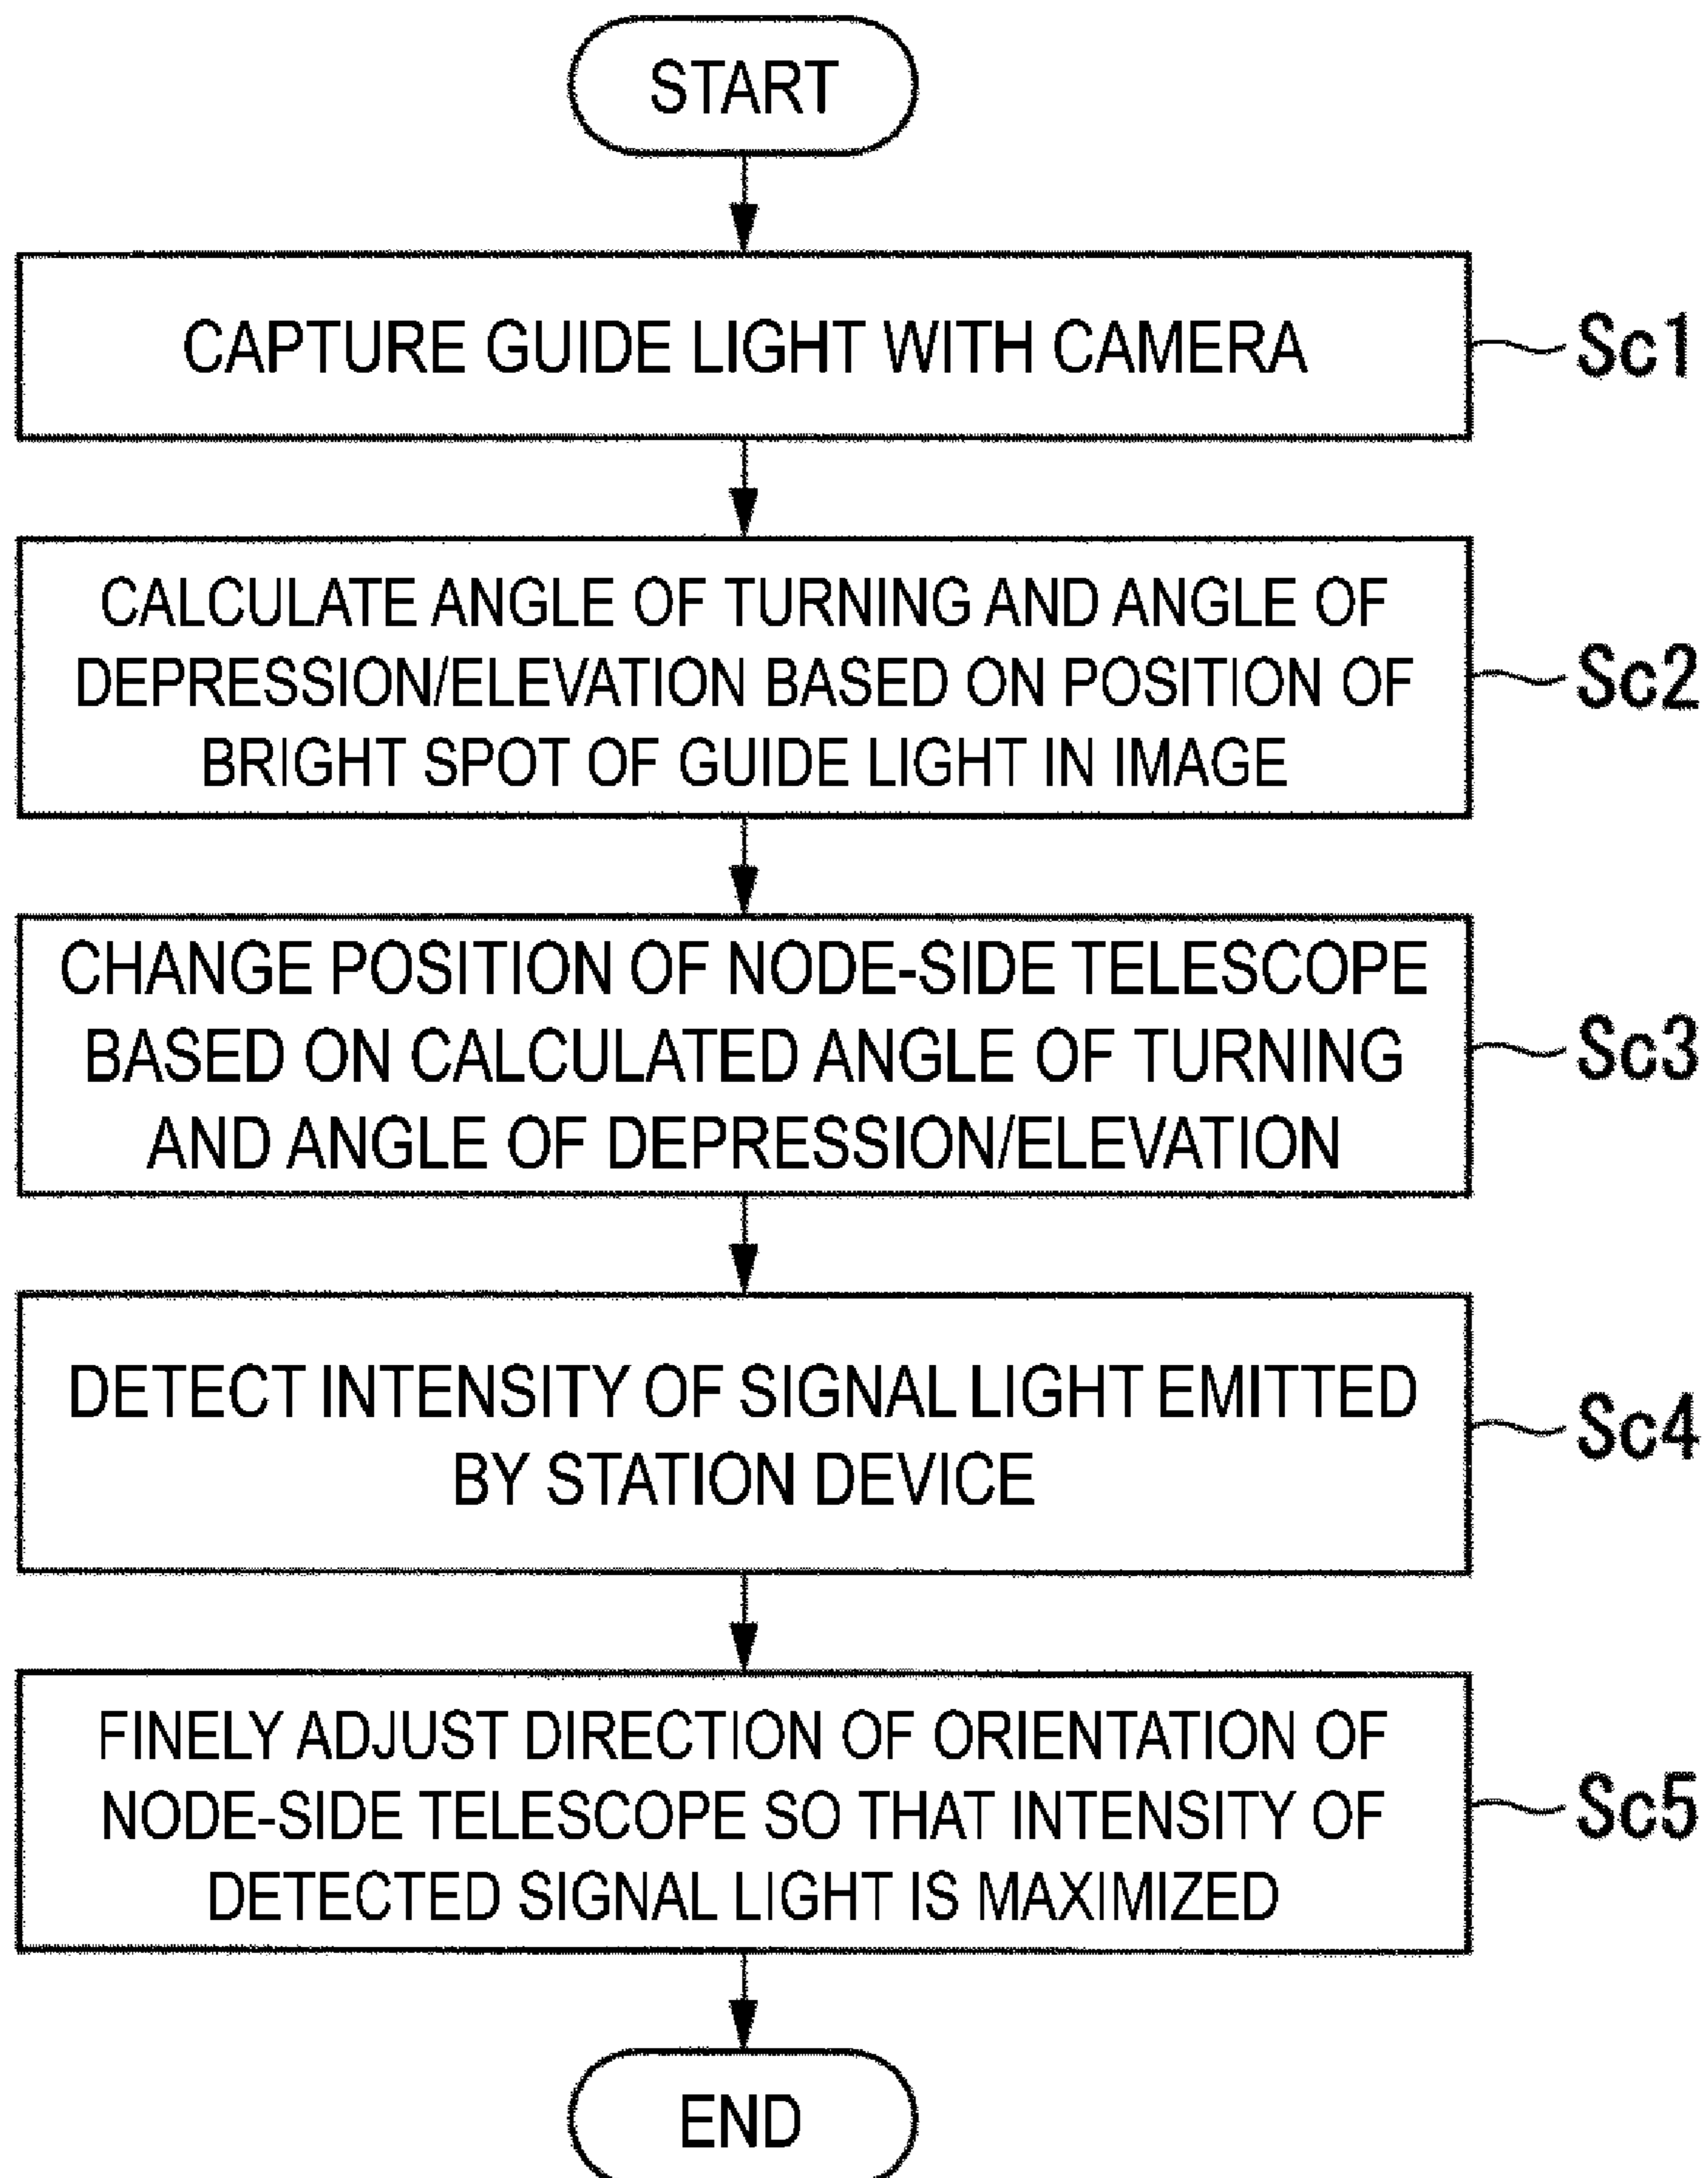 START
CAPTURE GUIDE LIGHT WITH CAMERA
Sc1
CALCULATE ANGLE OF TURNING AND ANGLE OF
DEPRESSION/ELEVATION BASED ON POSITION OF
BRIGHT SPOT OF GUIDE LIGHT IN IMAGE
Sc2
CHANGE POSITION OF NODE-SIDE TELESCOPE
BASED ON CALCULATED ANGLE OF TURNING
AND ANGLE OF DEPRESSION/ELEVATION
Sc3
DETECT INTENSITY OF SIGNAL LIGHT EMITTED
BY STATION DEVICE
Sc4
FINELY ADJUST DIRECTION OF ORIENTATION OF
NODE-SIDE TELESCOPE SO THAT INTENSITY OF
DETECTED SIGNAL LIGHT IS MAXIMIZED
Sc5
END